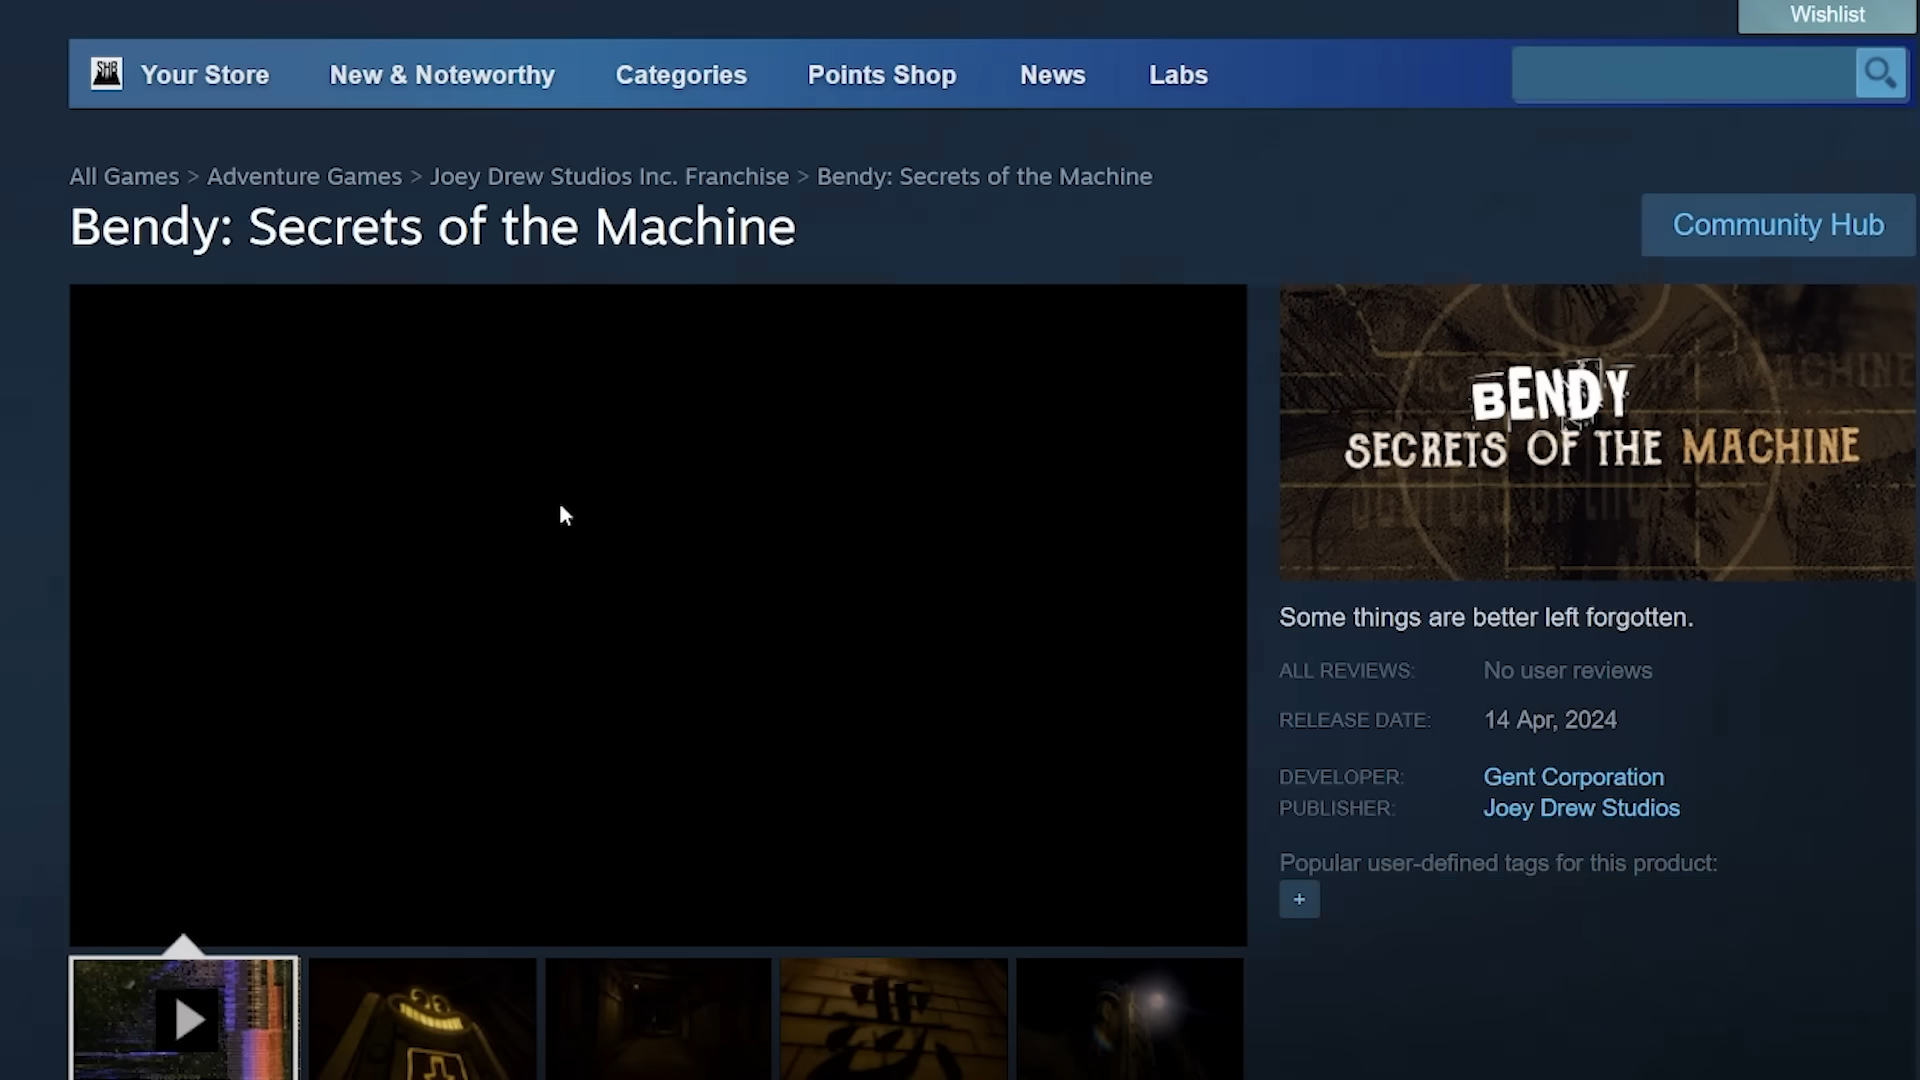 Wishlist
Your Store
New & Noteworthy
Categories
Points Shop
News
Labs
All Games > Adventure Games > Joey Drew Studios Inc. Franchise > Bendy: Secrets of the Machine
Bendy: Secrets of the Machine
Community Hub
BENDY
SECRETS OF THE MACHINE
Some things are better left forgotten.
ALL REVIEWS: No user reviews
RELEASE DATE: 14 Apr, 2024
DEVELOPER: Gent Corporation
PUBLISHER: Joey Drew Studios
Popular user-defined tags for this product:
+